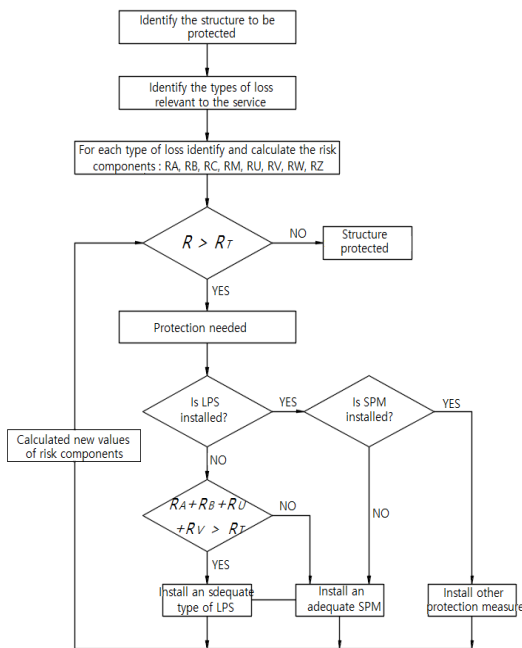 Identify the structure to be
protected
Identify the types of loss
relevant to the service
For each type of loss identify and calculate the risk
components : RA, RB, RC, RM, RU, RV, RW, RZ
R > RT
NO
Structure
protected
YES
Protection needed
Is LPS
installed?
YES
Is SPM
installed?
YES
Calculated new values
of risk components
NO
RA+RB+RU
+RV > RT
NO
NO
YES
Install an sdequate
type of LPS
Install an
adequate SPM
Install other
protection measure